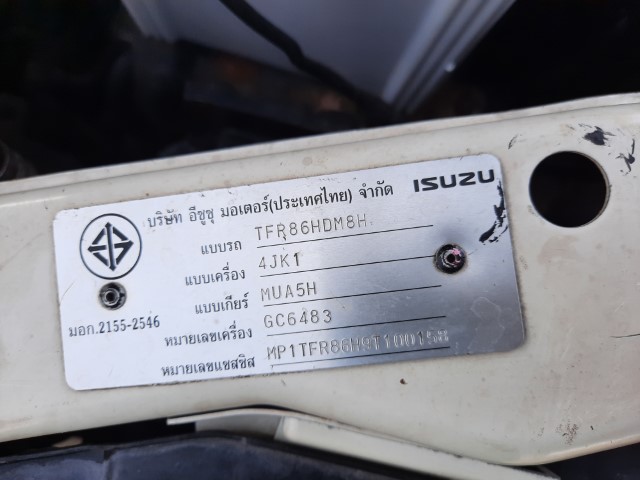 บริษัท อีซูซุ มอเตอร์(ประเทศไทย) จำกัด ISUZU
แบบรถ TFR86HDM8H
แบบเครื่อง 4JK1
แบบเกียร์ MUA5H
หมายเลขเครื่อง GC6483
หมายเลขแชสซิส
มอก.2155-2546